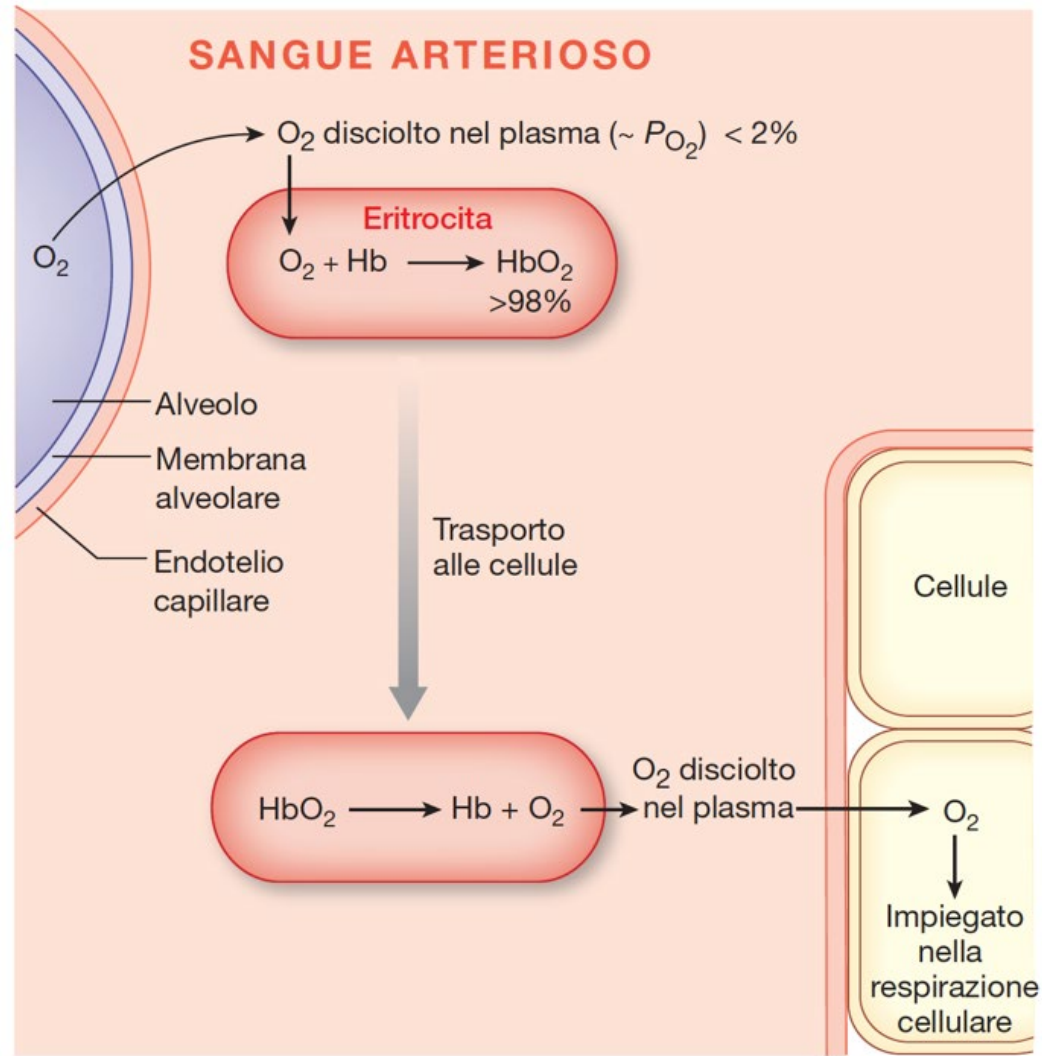 SANGUE ARTERIOSO
O₂ disciolto nel plasma (~ P_O₂) < 2%
Eritrocita
O₂
O₂ + Hb → HbO₂
>98%
Alveolo
Membrana
alveolare
Endotelio
capillare
Trasporto
alle cellule
Cellule
HbO₂ → Hb + O₂
O₂ disciolto
nel plasma
O₂
Impiegato
nella
respirazione
cellulare